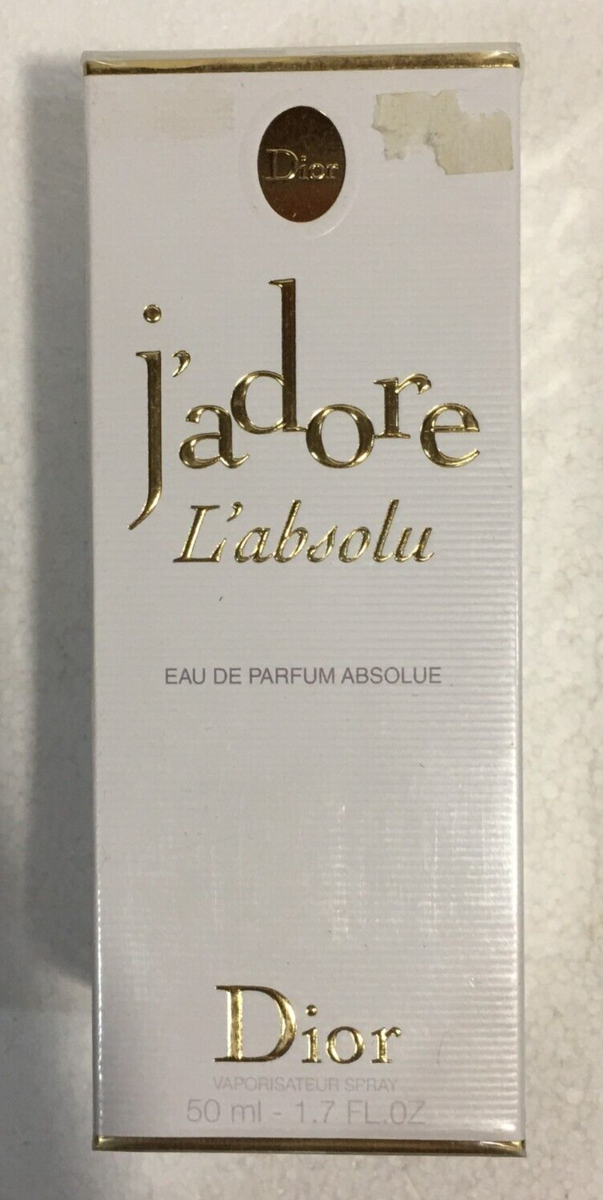 Dior
j'adore
L'absolu
EAU DE PARFUM ABSOLUE
Dior
VAPORISATEUR SPRAY
50 ml - 1.7 FL.OZ